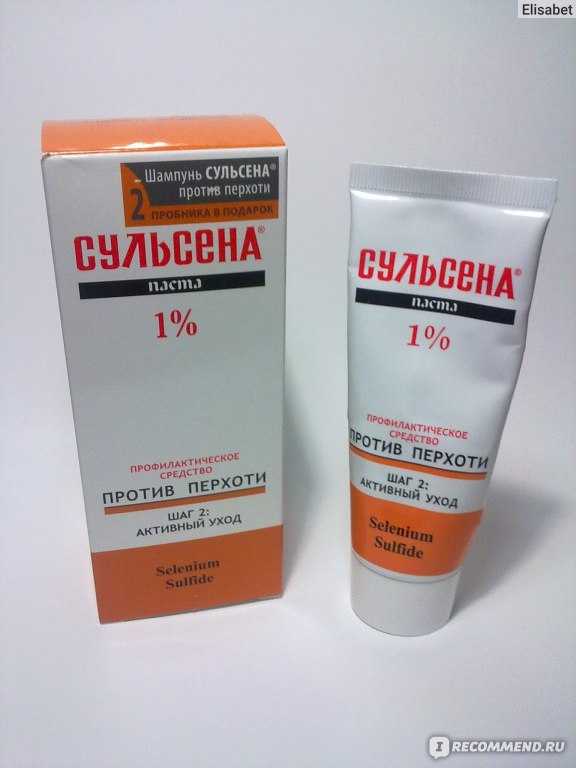 Elisabet
Шампунь СУЛЬСЕНА®
против перхоти
2 ПРОБНИКА В ПОДАРОК
СУЛЬСЕНА®
паста
1%
ПРОФИЛАКТИЧЕСКОЕ
СРЕДСТВО
ПРОТИВ ПЕРХОТИ
ШАГ 2:
АКТИВНЫЙ УХОД
Selenium
Sulfide
СУЛЬСЕНА®
паста
1%
ПРОФИЛАКТИЧЕСКОЕ
СРЕДСТВО
ПРОТИВ ПЕРХОТИ
ШАГ 2:
АКТИВНЫЙ УХОД
Selenium
Sulfide
IRECOMMEND.RU